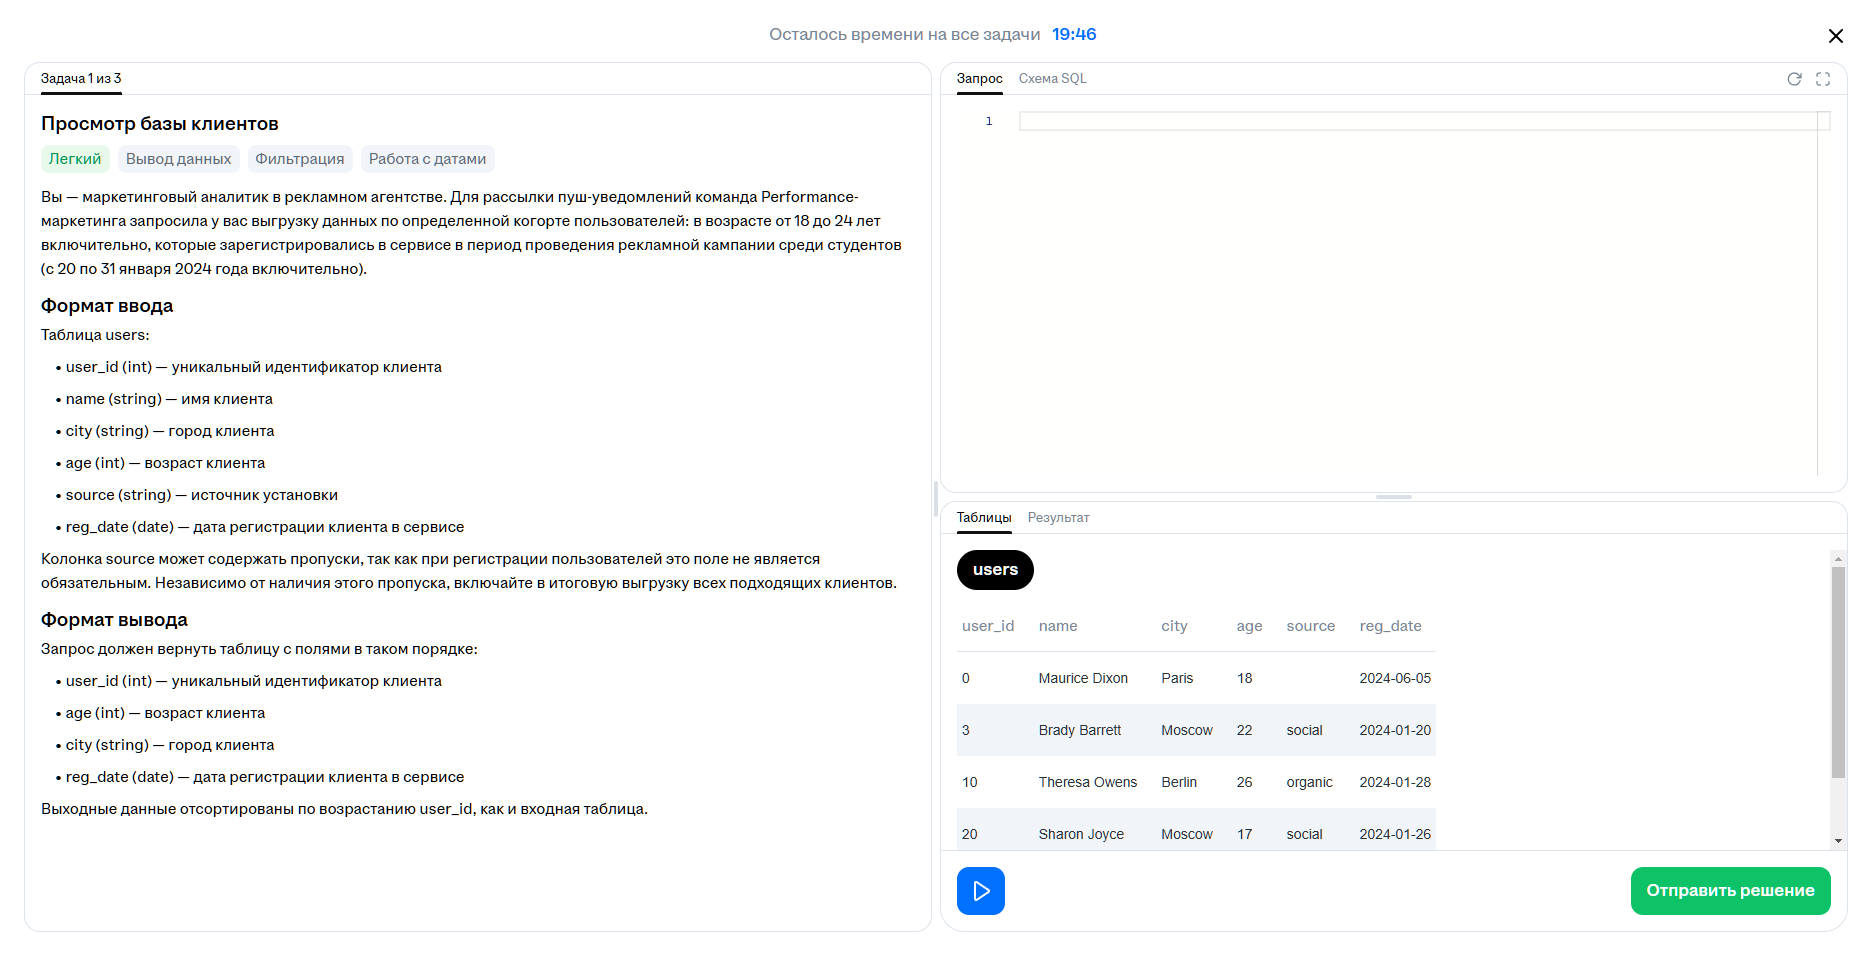 Осталось времени на все задачи 19:46
Задача 1 из 3
Просмотр базы клиентов
Легкий Вывод данных Фильтрация Работа с датами
Вы — маркетинговый аналитик в рекламном агентстве. Для рассылки пуш-уведомлений команда Performance-
маркетинга запросила у вас выгрузку данных по определенной когорте пользователей: в возрасте от 18 до 24 лет
включительно, которые зарегистрировались в сервисе в период проведения рекламной кампании среди студентов
(с 20 по 31 января 2024 года включительно).
Формат ввода
Таблица users:
• user_id (int) — уникальный идентификатор клиента
• name (string) — имя клиента
• city (string) — город клиента
• age (int) — возраст клиента
• source (string) — источник установки
• reg_date (date) — дата регистрации клиента в сервисе
Колонка source может содержать пропуски, так как при регистрации пользователей это поле не является
обязательным. Независимо от наличия этого пропуска, включайте в итоговую выгрузку всех подходящих клиентов.
Формат вывода
Запрос должен вернуть таблицу с полями в таком порядке:
• user_id (int) — уникальный идентификатор клиента
• age (int) — возраст клиента
• city (string) — город клиента
• reg_date (date) — дата регистрации клиента в сервисе
Выходные данные отсортированы по возрастанию user_id, как и входная таблица.
Запрос Схема SQL
1
Таблицы Результат
users
user_id name city age source reg_date
0 Maurice Dixon Paris 18 2024-06-05
3 Brady Barrett Moscow 22 social 2024-01-20
10 Theresa Owens Berlin 26 organic 2024-01-28
20 Sharon Joyce Moscow 17 social 2024-01-26
Отправить решение